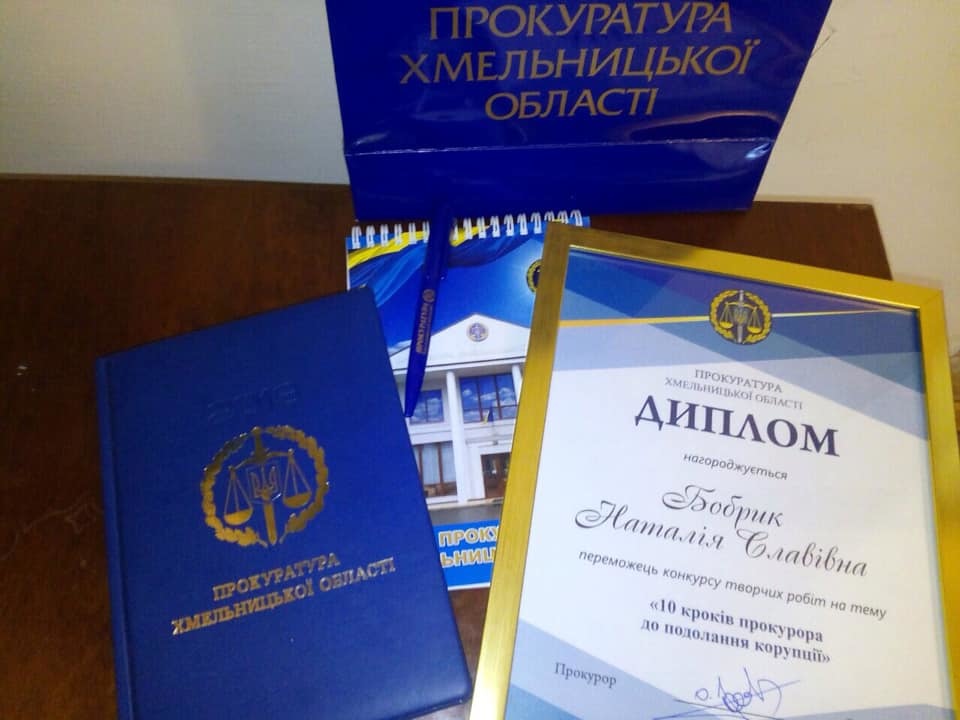 ПРОКУРАТУРА
ХМЕЛЬНИЦЬКОЇ
ОБЛАСТІ
ПРОКУРАТУРА
ХМЕЛЬНИЦЬКОЇ ОБЛАСТІ
ПРОКУРАТУРА
ХМЕЛЬНИЦЬКОЇ ОБЛАСТІ
ДИПЛОМ
нагороджується
Бобрик
Наталія Славівна
переможець конкурсу творчих робіт на тему
«10 кроків прокурора
до подолання корупції»
Прокурор